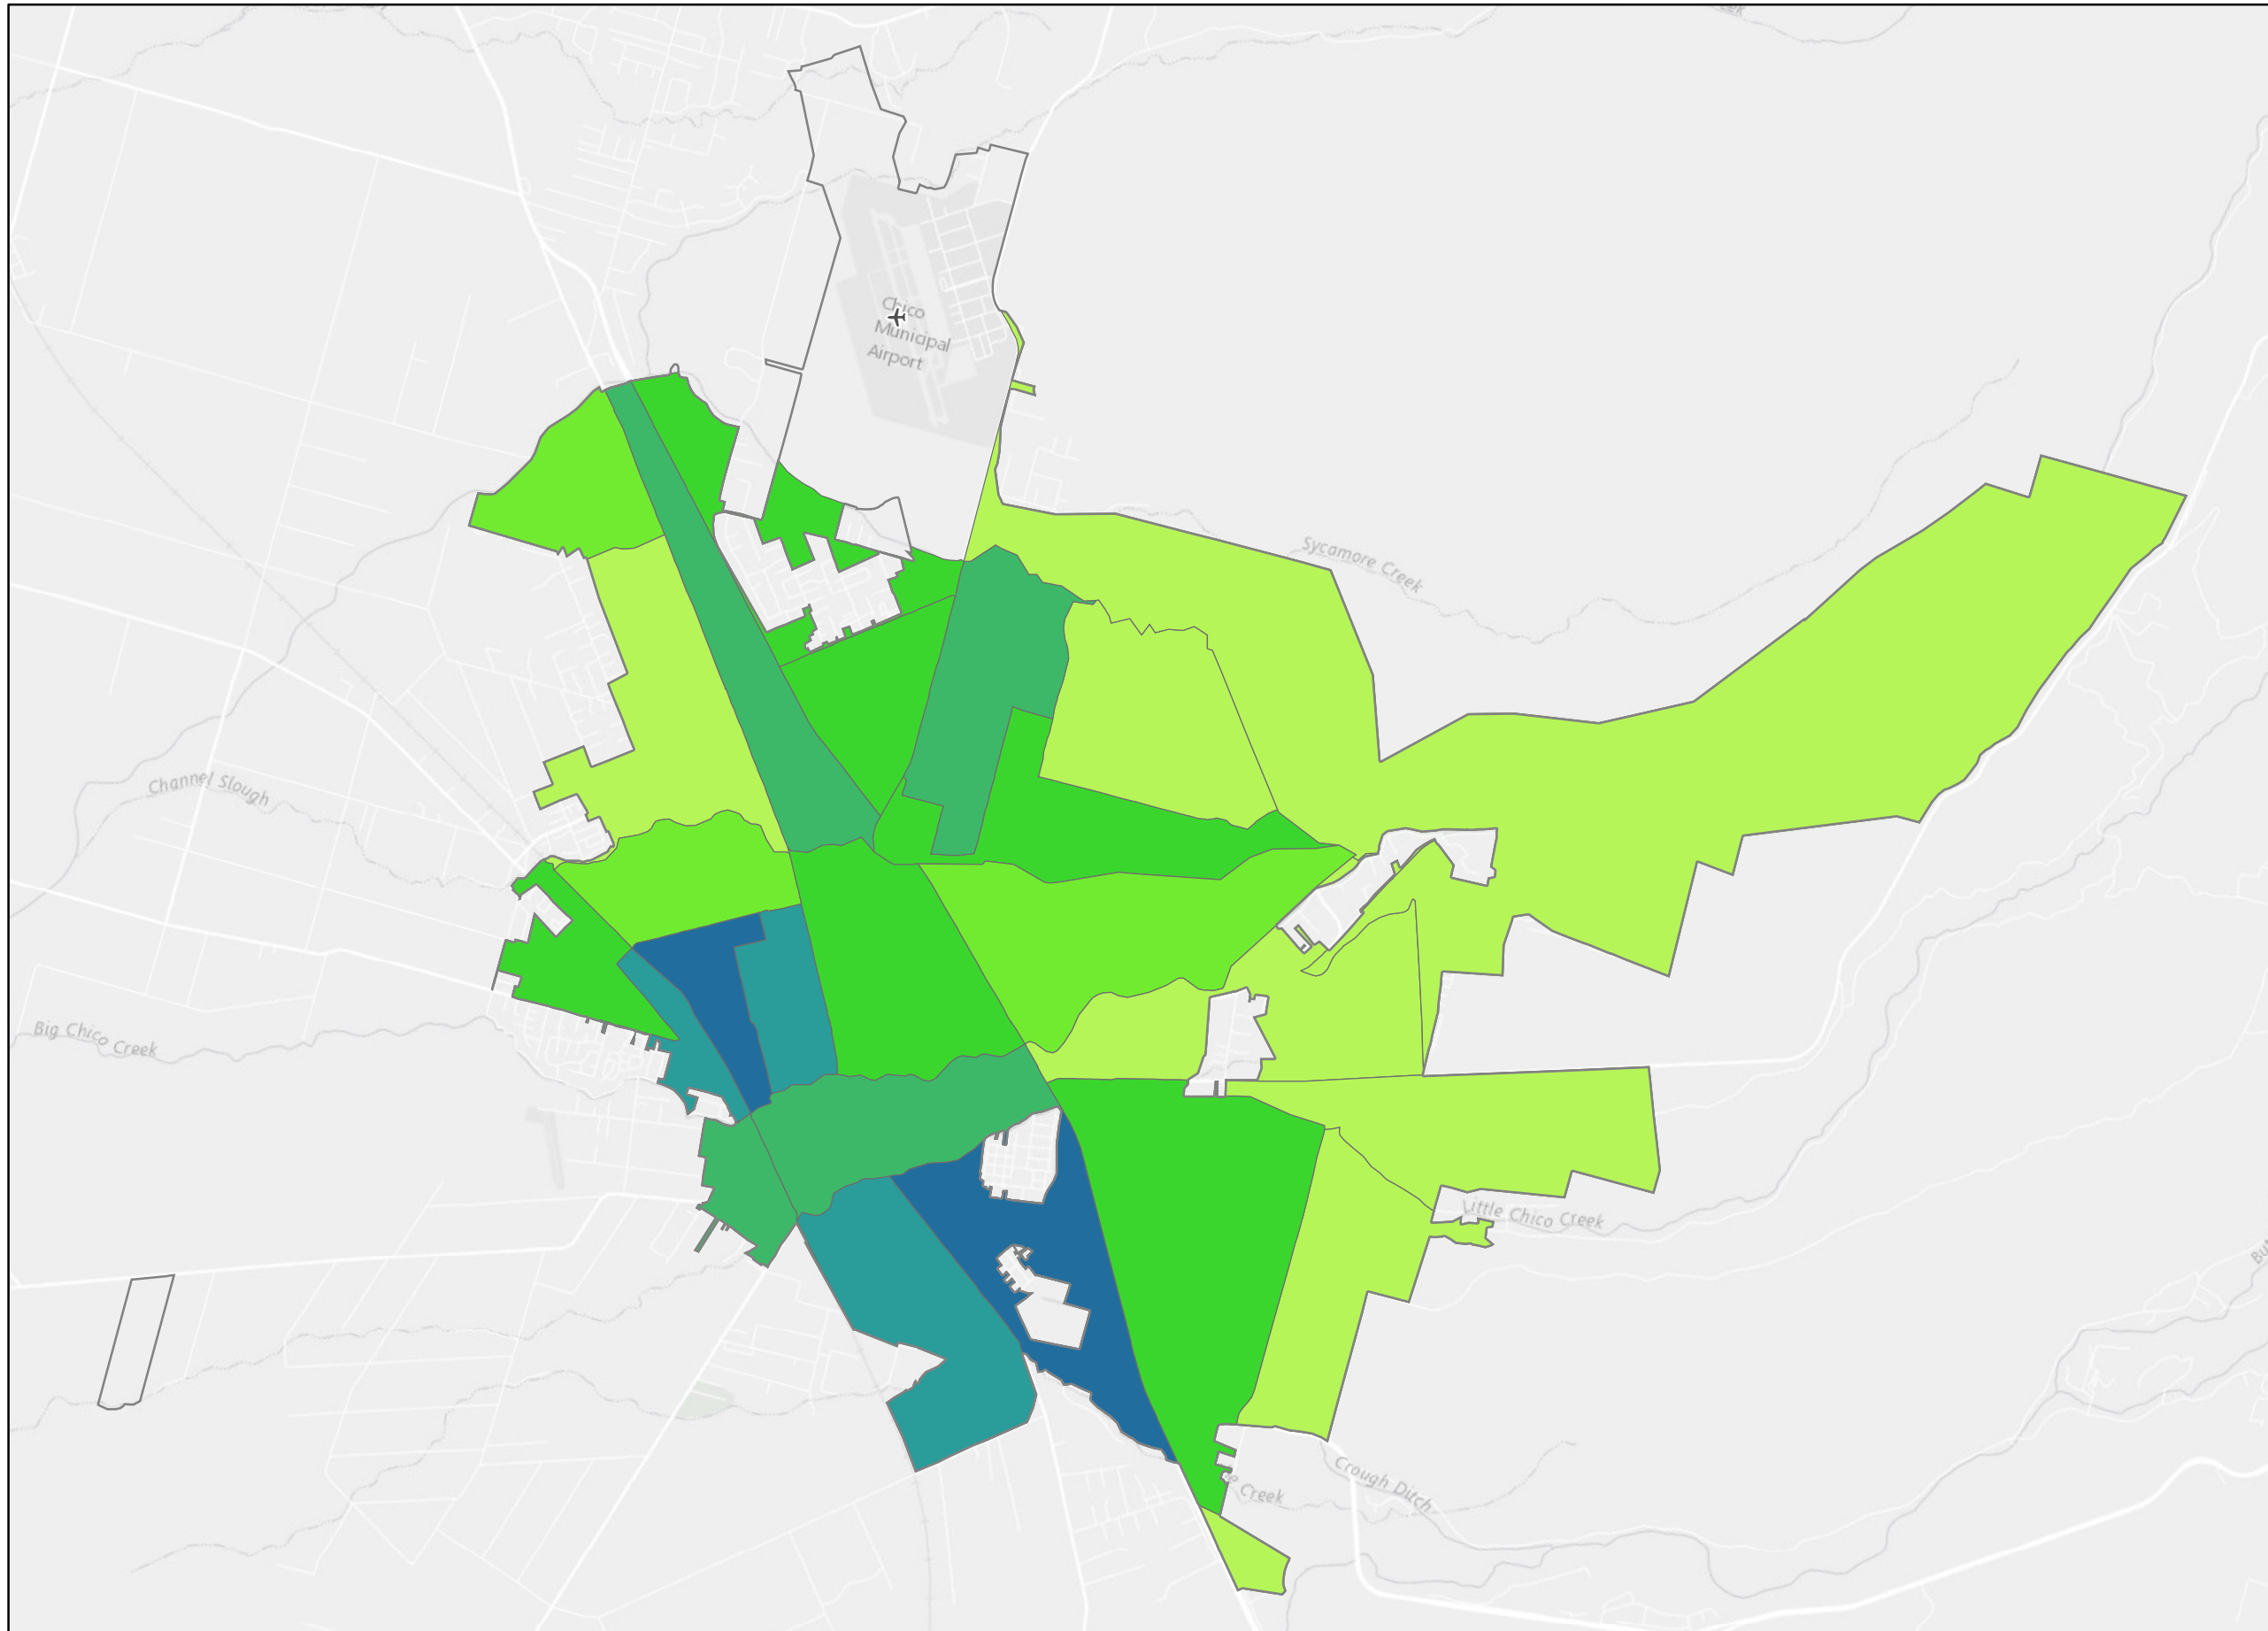 Chico
Municipal
Airport
Sycamore Creek
Channel Slough
Big Chico Creek
Little Chico Creek
Crough Ditch
Creek